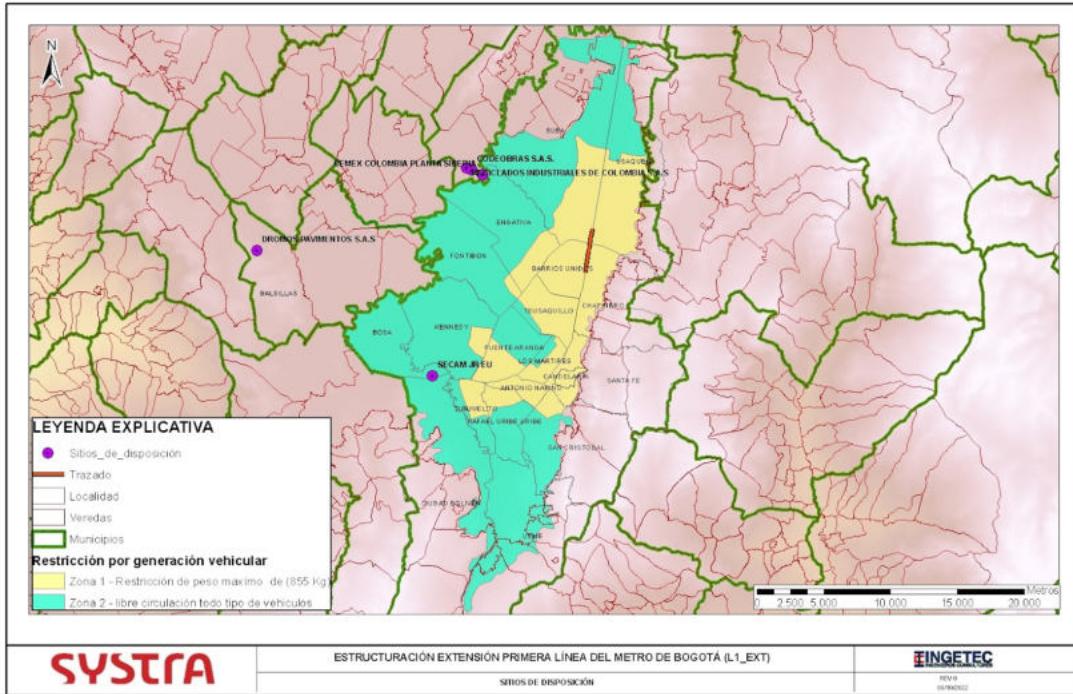 N
SUBA
USAQUEN
CEMEX COLOMBIA PLANTA SIBERIA
CODEOBRAS S.A.S.
RECICLADOS INDUSTRIALES DE COLOMBIA S.A.S
ENGATIVA
DROMOS PAVIMENTOS S.A.S
FONTIBON
BARRIOS UNIDOS
BALSILLAS
TEUSAQUILLO
CHAPINERO
BOSA
KENNEDY
PUENTE ARANDA
LOS MARTIRES
SECAM JR EU
CANDELARIA
SANTA FE
ANTONIO NARIÑO
TUNJUELITO
RAFAEL URIBE URIBE
SAN CRISTOBAL
CIUDAD BOLIVAR
USME
LEYENDA EXPLICATIVA
Sitios_de_disposición
Trazado
Localidad
Veredas
Municipios
Restricción por generación vehicular
Zona 1 - Restricción de peso maximo de (855 Kg)
Zona 2 - libre circulación todo tipo de vehiculos
Metros
0 2.500 5.000 10.000 15.000 20.000
SYSTRA
ESTRUCTURACIÓN EXTENSIÓN PRIMERA LÍNEA DEL METRO DE BOGOTÁ (L1_EXT)
SITIOS DE DISPOSICIÓN
INGETEC
REV 0